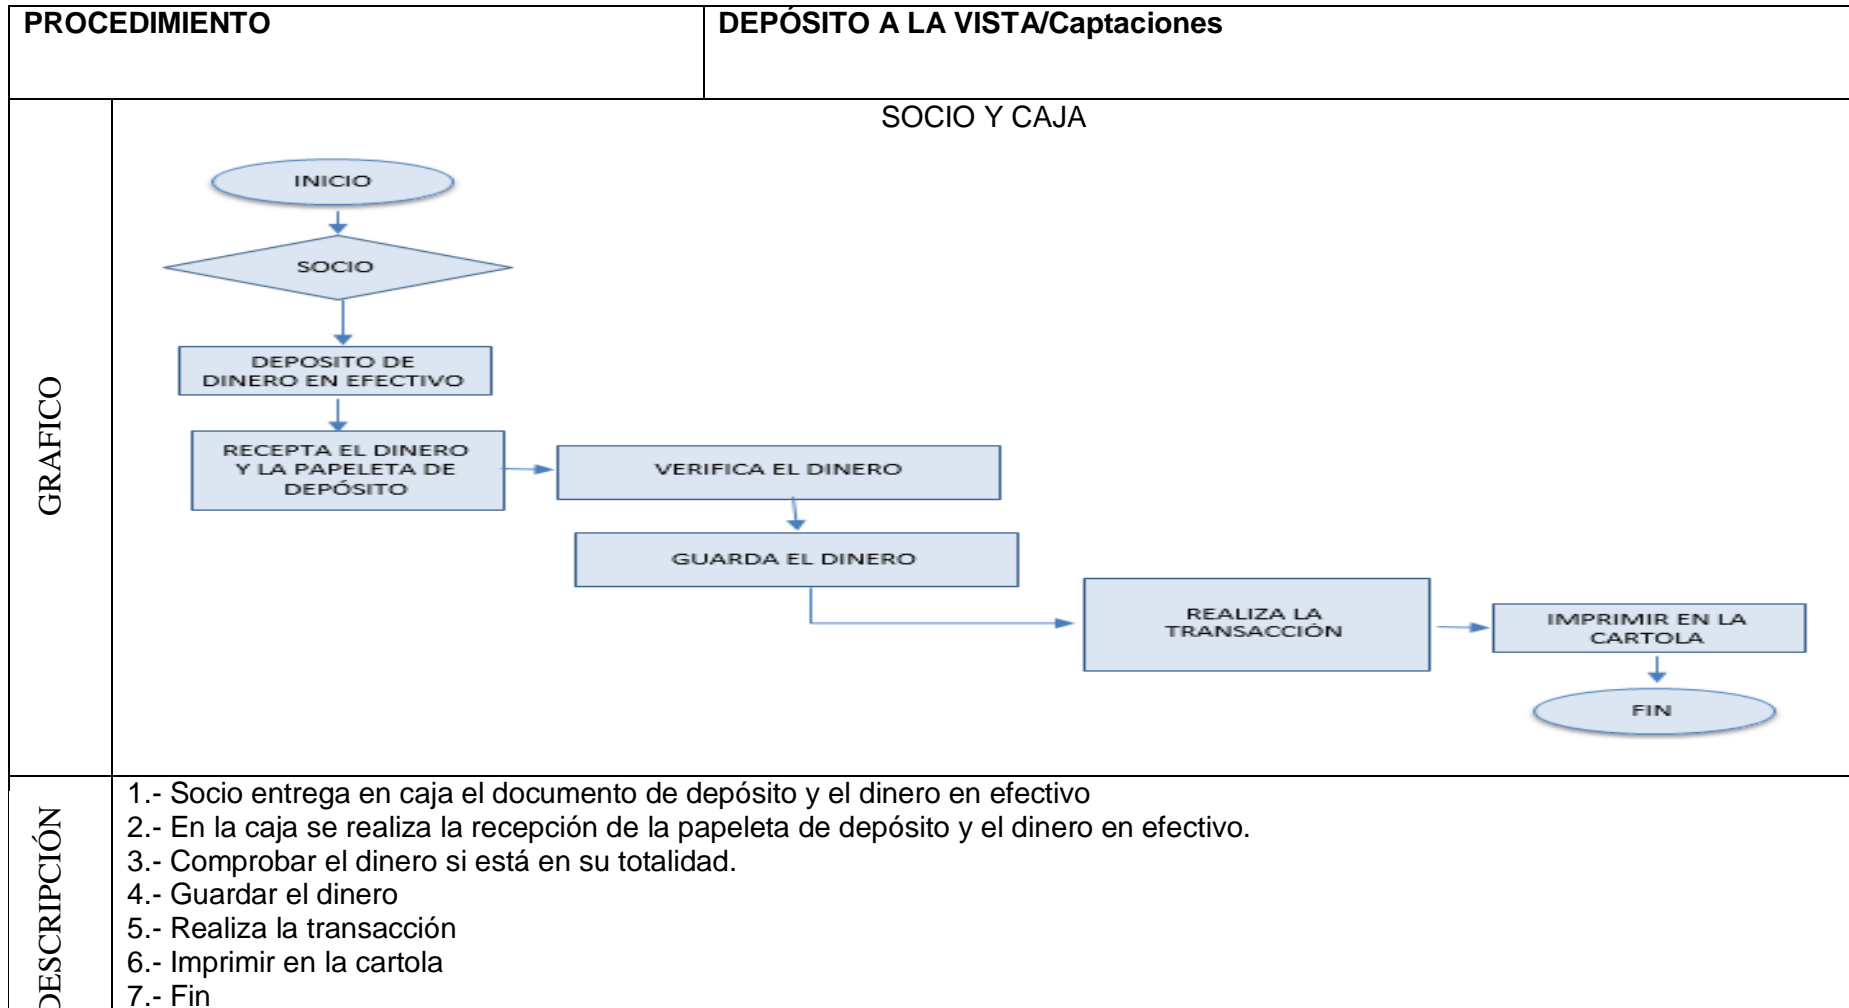 PROCEDIMIENTO
DEPÓSITO A LA VISTA/Captaciones
GRAFICO
SOCIO Y CAJA
INICIO
SOCIO
DEPOSITO DE
DINERO EN EFECTIVO
RECEPTA EL DINERO
Y LA PAPELETA DE
DEPÓSITO
VERIFICA EL DINERO
GUARDA EL DINERO
REALIZA LA
TRANSACCIÓN
IMPRIMIR EN LA
CARTOLA
FIN
DESCRIPCIÓN
1.- Socio entrega en caja el documento de depósito y el dinero en efectivo
2.- En la caja se realiza la recepción de la papeleta de depósito y el dinero en efectivo.
3.- Comprobar el dinero si está en su totalidad.
4.- Guardar el dinero
5.- Realiza la transacción
6.- Imprimir en la cartola
7.- Fin